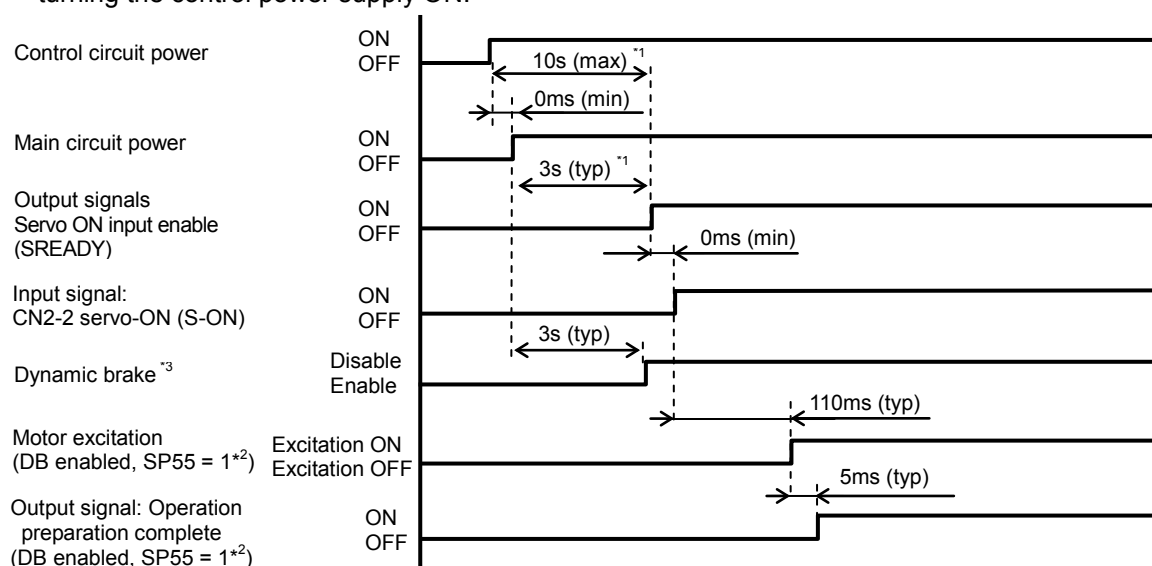 turning the control power supply ON.
Control circuit power
ON
OFF
10s (max) *1
0ms (min)
Main circuit power
ON
OFF
3s (typ) *1
Output signals
Servo ON input enable
(SREADY)
ON
OFF
0ms (min)
Input signal:
CN2-2 servo-ON (S-ON)
ON
OFF
3s (typ)
Dynamic brake *3
Disable
Enable
110ms (typ)
Motor excitation
(DB enabled, SP55 = 1*2)
Excitation ON
Excitation OFF
5ms (typ)
Output signal: Operation
preparation complete
(DB enabled, SP55 = 1*2)
ON
OFF